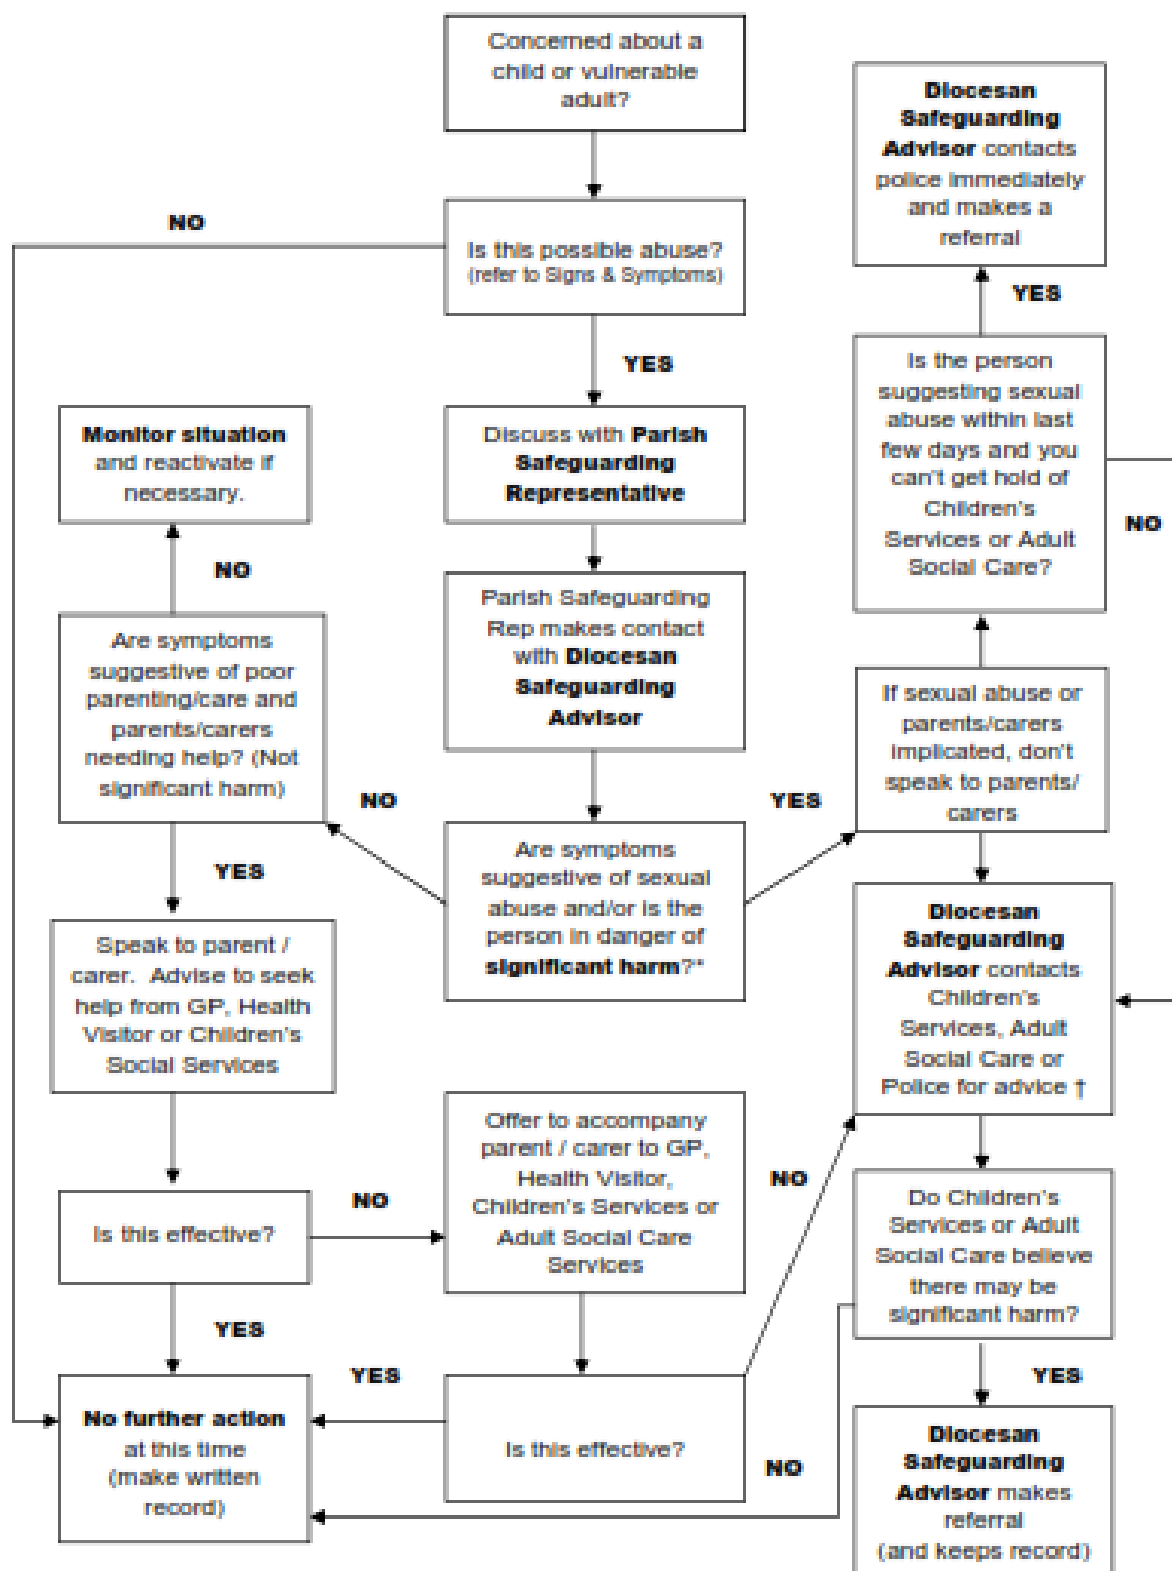 Concerned about a
child or vulnerable
adult?
Diocesan
Safeguarding
Advisor contacts
police immediately
and makes a
referral
NO
Is this possible abuse?
(refer to Signs & Symptoms)
YES
YES
Is the person
suggesting sexual
abuse within last
few days and you
can't get hold of
Children's
Services or Adult
Social Care?
NO
Monitor situation
and reactivate if
necessary.
Discuss with Parish
Safeguarding
Representative
NO
Parish Safeguarding
Rep makes contact
with Diocesan
Safeguarding
Advisor
Are symptoms
suggestive of poor
parenting/care and
parents/carers
needing help? (Not
significant harm)
If sexual abuse or
parents/carers
implicated, don't
speak to parents/
carers
NO
YES
Are symptoms
suggestive of sexual
abuse and/or is the
person in danger of
significant harm?*
YES
Speak to parent /
carer. Advise to seek
help from GP, Health
Visitor or Children's
Social Services
Diocesan
Safeguarding
Advisor contacts
Children's
Services, Adult
Social Care or
Police for advice †
Offer to accompany
parent / carer to GP,
Health Visitor,
Children's Services or
Adult Social Care
Services
NO
NO
Is this effective?
Do Children's
Services or Adult
Social Care believe
there may be
significant harm?
YES
YES
YES
No further action
at this time
(make written
record)
Is this effective?
NO
Diocesan
Safeguarding
Advisor makes
referral
(and keeps record)